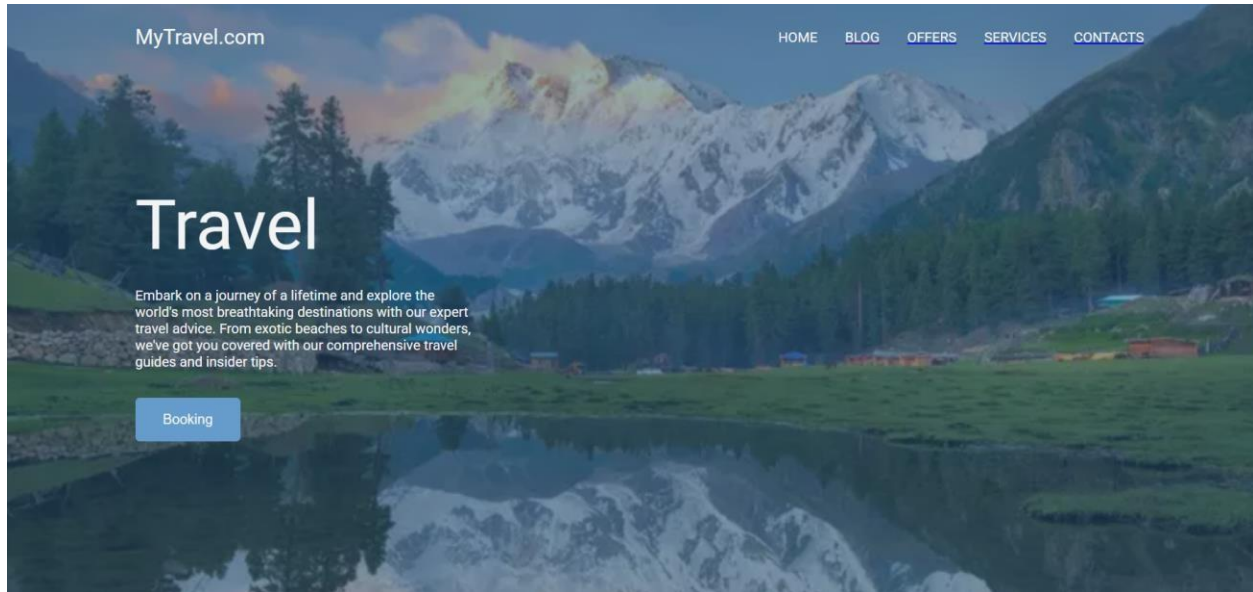 MyTravel.com
HOME BLOG OFFERS SERVICES CONTACTS
Travel
Embark on a journey of a lifetime and explore the
world's most breathtaking destinations with our expert
travel advice. From exotic beaches to cultural wonders,
we've got you covered with our comprehensive travel
guides and insider tips.
Booking